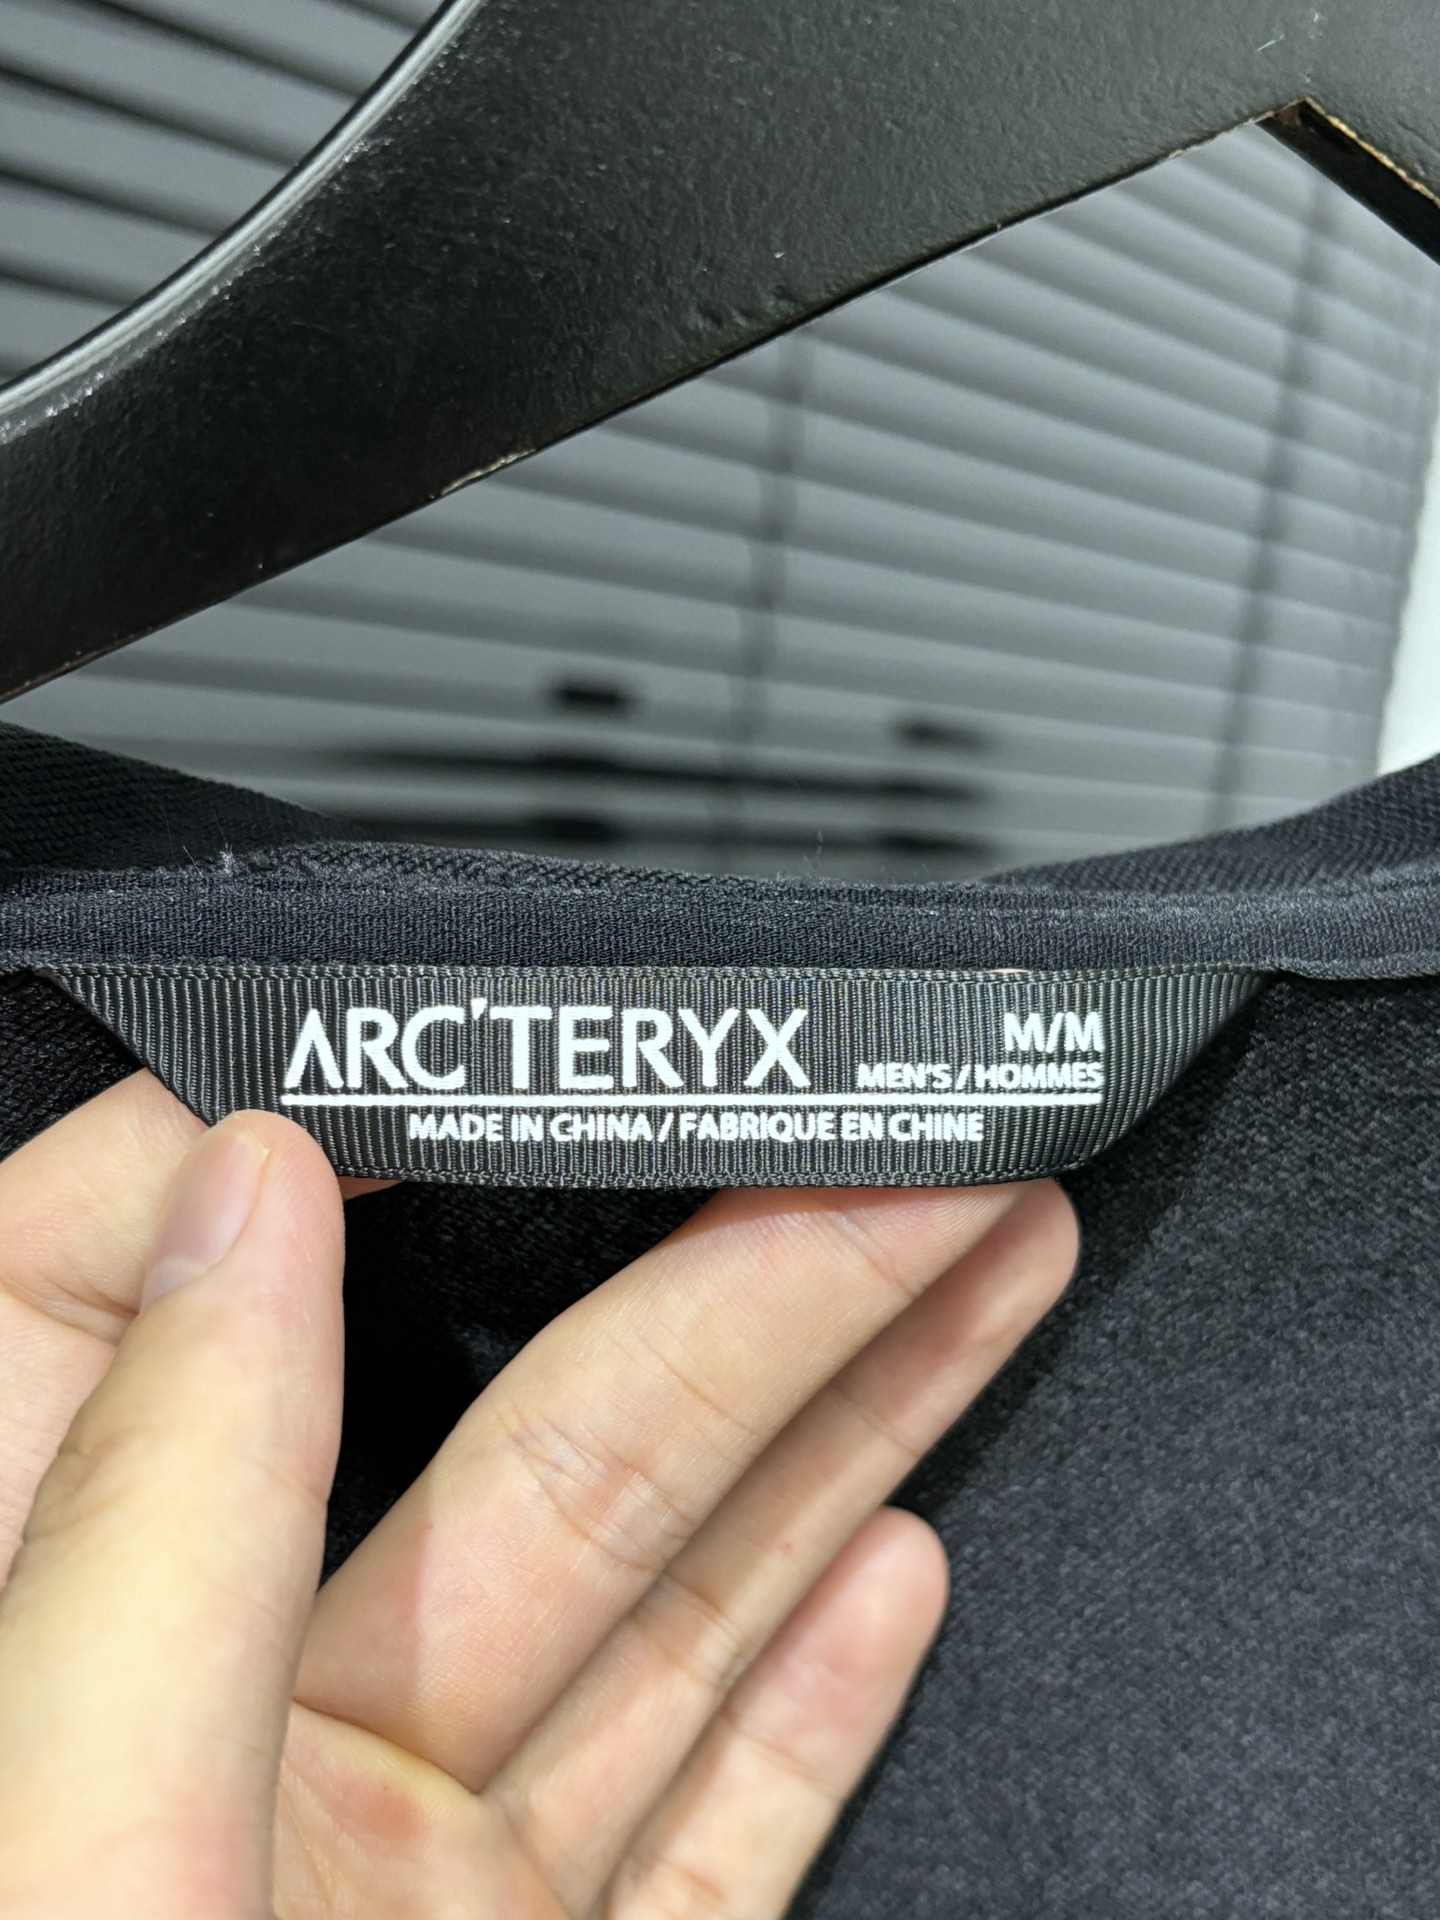 ARC'TERYX
M/M
MEN'S / HOMMES
MADE IN CHINA / FABRIQUE EN CHINE